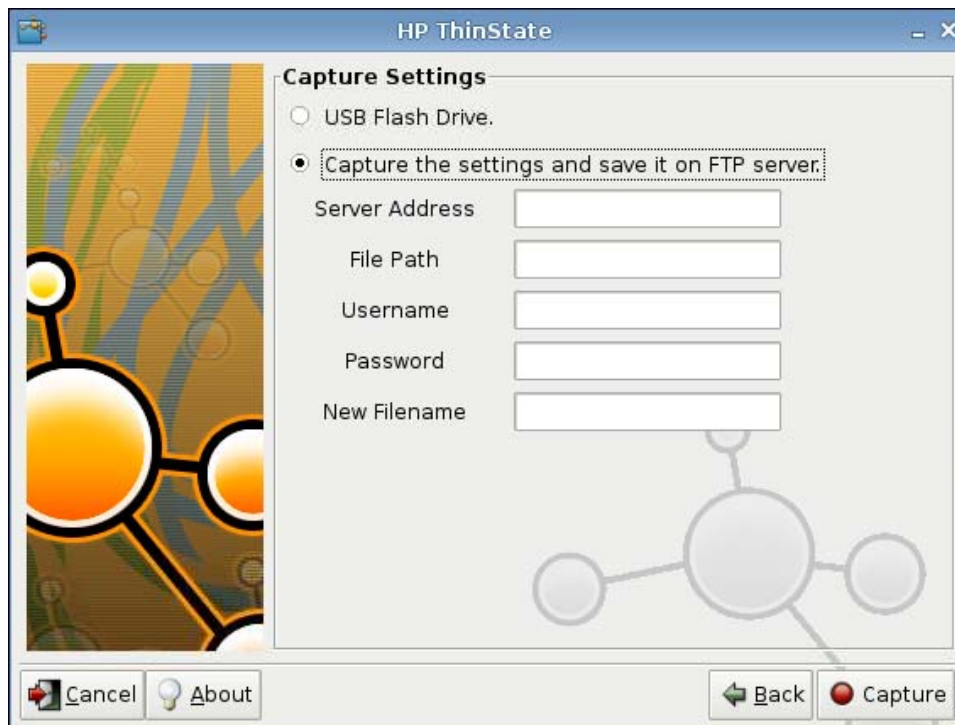 HP ThinState
Capture Settings
USB Flash Drive.
Capture the settings and save it on FTP server.
Server Address
File Path
Username
Password
New Filename
Cancel About Back Capture